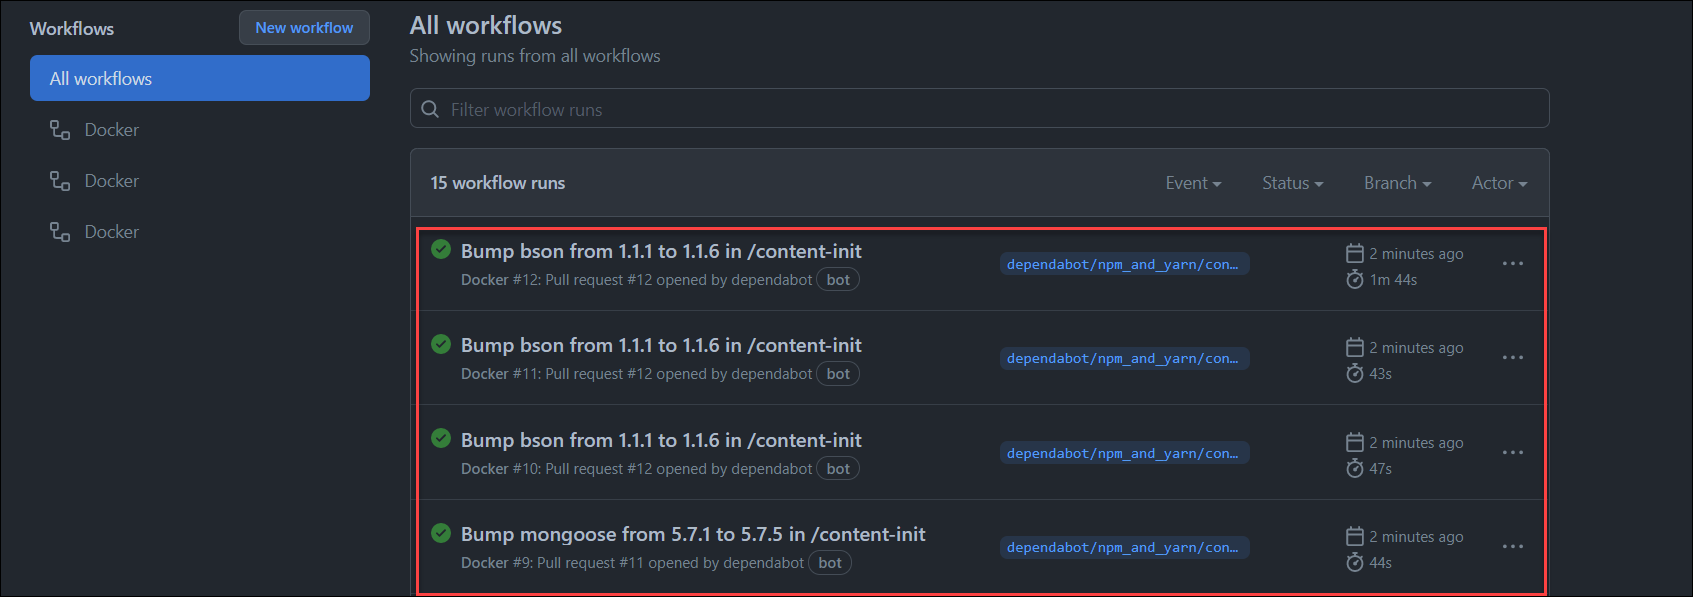 Workflows
New workflow
All workflows
Docker
Docker
Docker
All workflows
Showing runs from all workflows
Filter workflow runs
15 workflow runs
Event
Status
Branch
Actor
Bump bson from 1.1.1 to 1.1.6 in /content-init
Docker #12: Pull request #12 opened by dependabot bot
dependabot/npm_and_yarn/con…
2 minutes ago
1m 44s
Bump bson from 1.1.1 to 1.1.6 in /content-init
Docker #11: Pull request #12 opened by dependabot bot
dependabot/npm_and_yarn/con…
2 minutes ago
43s
Bump bson from 1.1.1 to 1.1.6 in /content-init
Docker #10: Pull request #12 opened by dependabot bot
dependabot/npm_and_yarn/con…
2 minutes ago
47s
Bump mongoose from 5.7.1 to 5.7.5 in /content-init
Docker #9: Pull request #11 opened by dependabot bot
dependabot/npm_and_yarn/con…
2 minutes ago
44s